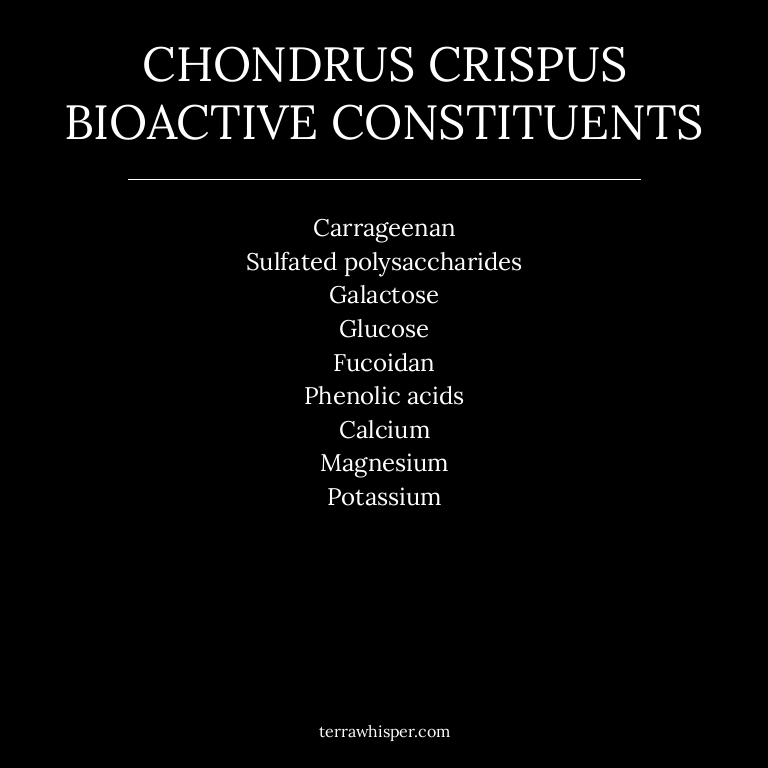 CHONDRUS CRISPUS
BIOACTIVE CONSTITUENTS
Carrageenan
Sulfated polysaccharides
Galactose
Glucose
Fucoidan
Phenolic acids
Calcium
Magnesium
Potassium
terrawhisper.com